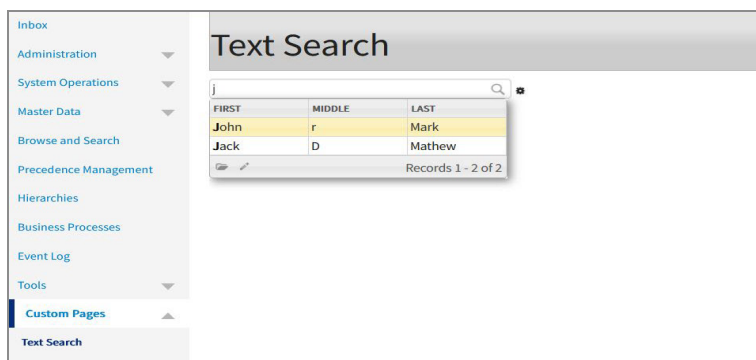 Inbox
Administration
System Operations
Master Data
Browse and Search
Precedence Management
Hierarchies
Business Processes
Event Log
Tools
Custom Pages
Text Search
Text Search
j
FIRST MIDDLE LAST
John r Mark
Jack D Mathew
Records 1 - 2 of 2